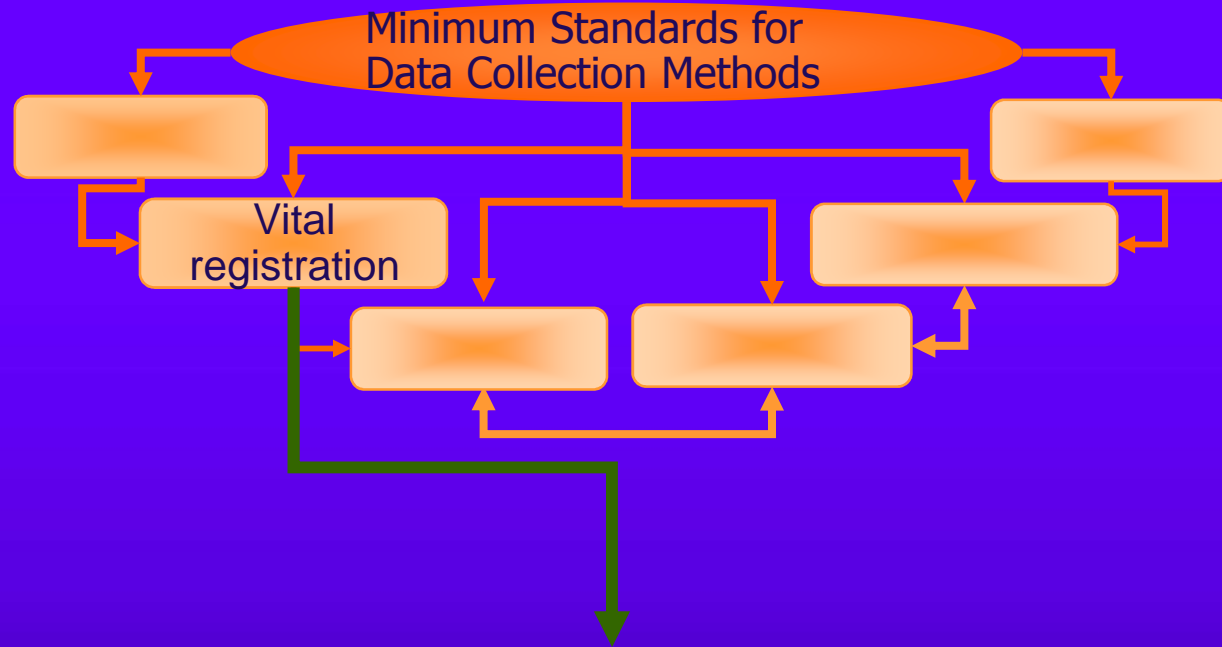 Minimum Standards for
Data Collection Methods
Vital
registration